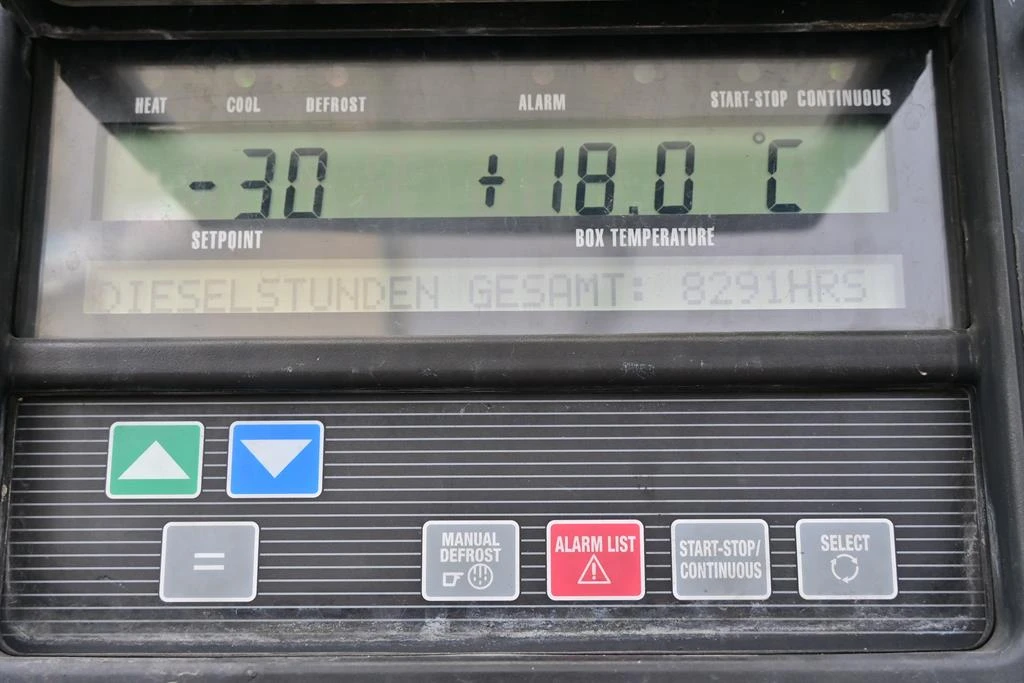 HEAT COOL DEFROST ALARM START-STOP CONTINUOUS
-30 +18.0 °C
SETPOINT BOX TEMPERATURE
DIESELSTUNDEN GESAMT: 8291HRS
=
MANUAL DEFROST
ALARM LIST
START-STOP/
CONTINUOUS
SELECT